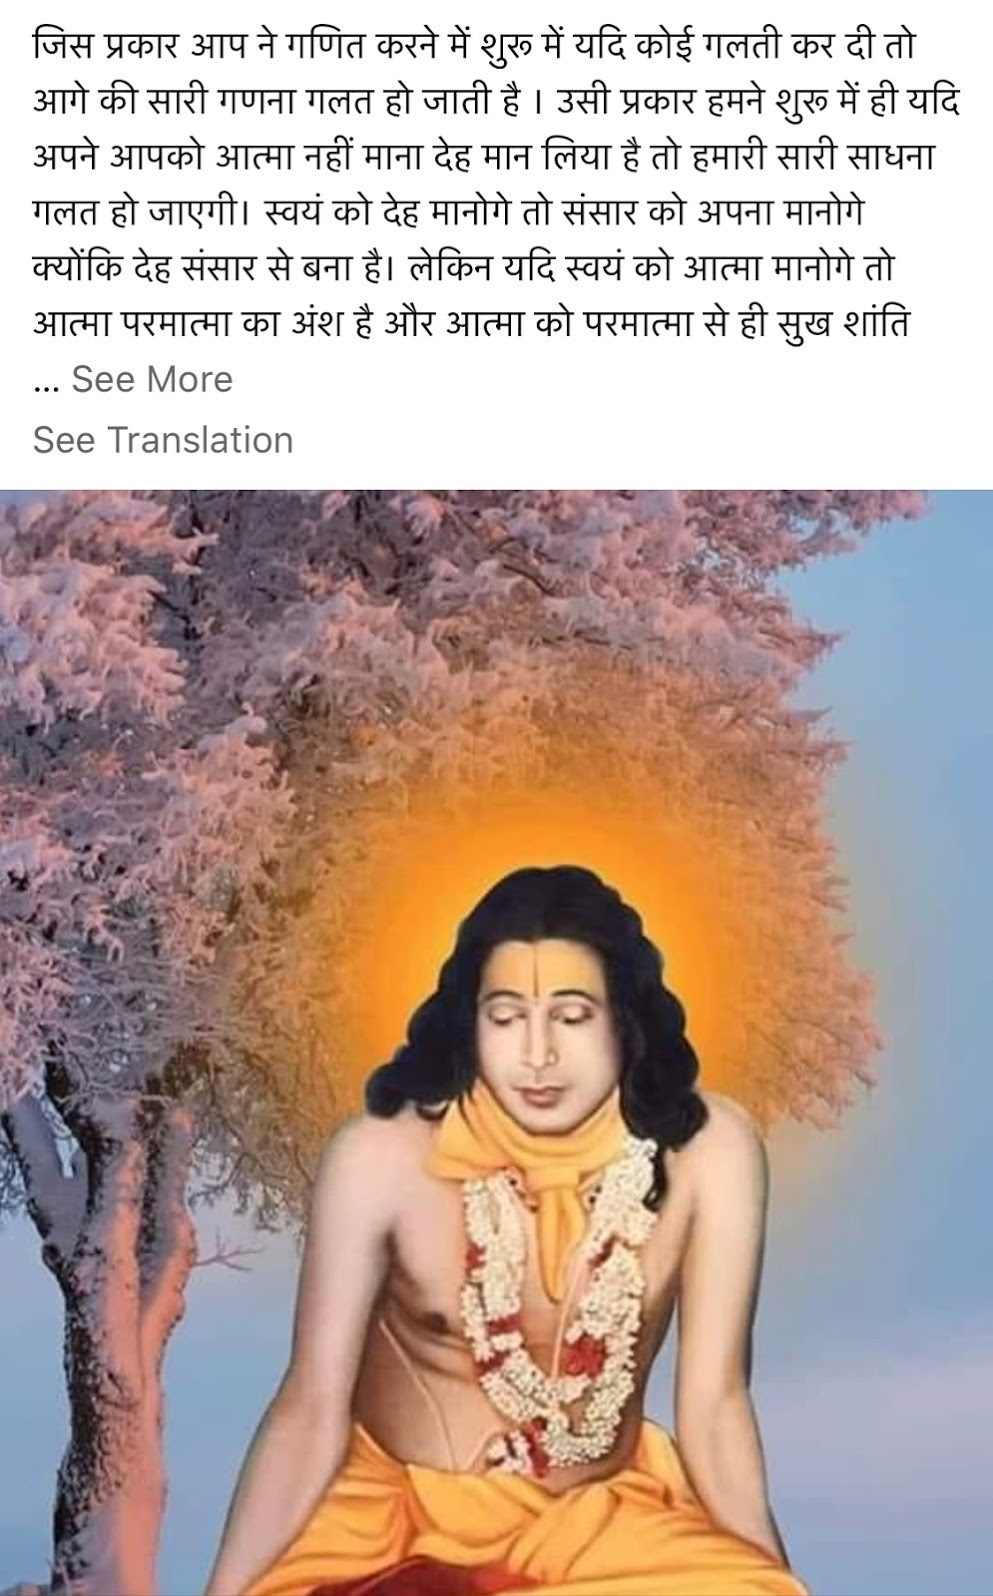 जिस प्रकार आप ने गणित करने में शुरू में यदि कोई गलती कर दी तो
आगे की सारी गणना गलत हो जाती है । उसी प्रकार हमने शुरू में ही यदि
अपने आपको आत्मा नहीं माना देह मान लिया है तो हमारी सारी साधना
गलत हो जाएगी। स्वयं को देह मानोगे तो संसार को अपना मानोगे
क्योंकि देह संसार से बना है। लेकिन यदि स्वयं को आत्मा मानोगे तो
आत्मा परमात्मा का अंश है और आत्मा को परमात्मा से ही सुख शांति
... See More
See Translation